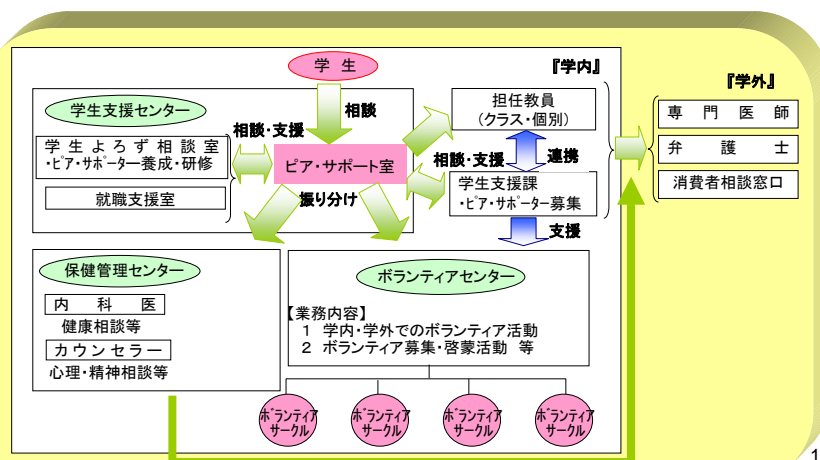 学 生
『学内』
『学外』
学生支援センター
相談
担任教員
(クラス・個別)
専 門 医 師
弁 護 士
消費者相談窓口
相談・支援
学 生 よ ろ ず 相 談 室
・ピア・サポーター養成・研修
就職支援室
ピア・サポート室
相談・支援
連携
学生支援課
・ピア・サポーター募集
振り分け
支援
保健管理センター
内 科 医
健康相談等
カウンセラー
心理・精神相談等
ボランティアセンター
【業務内容】
1 学内・学外でのボランティア活動
2 ボランティア募集・啓蒙活動 等
ボランティア
サークル
ボランティア
サークル
ボランティア
サークル
ボランティア
サークル
1